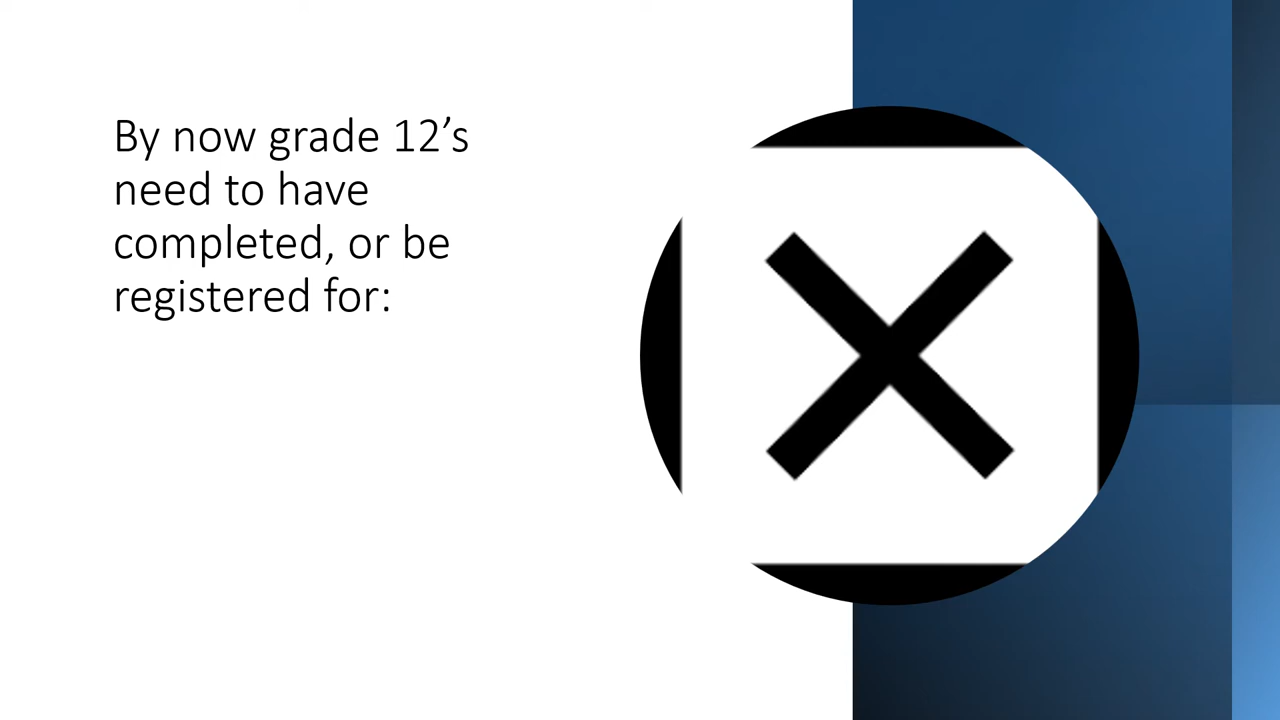 By now grade 12’s
need to have
completed, or be
registered for: